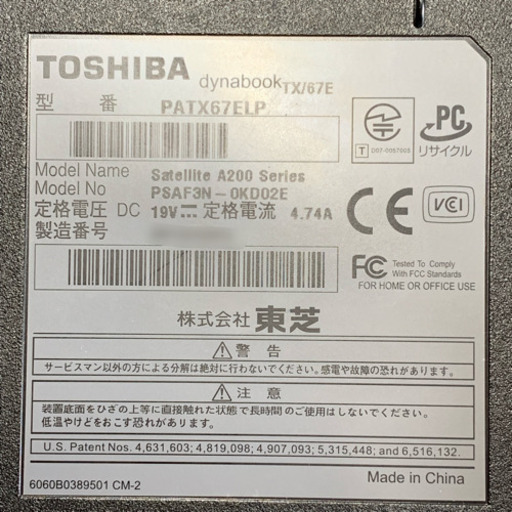 TOSHIBA dynabook TX/67E
型 番 PATX67ELP
Model Name Satellite A200 Series
Model No PSAF3N-0KD02E
定格電圧 DC 19V 定格電流 4.74A
製造番号
T
PC
リサイクル
CE
VCI
FC Tested To Comply
With FCC Standards
FOR HOME OR OFFICE USE
株式会社 東芝
警 告
サービスマン以外の方による分解は絶対に行わないでください。感電や故障の恐れがあります。
注 意
装置底面をひざの上等に直接触れた状態で長時間のご使用はしないでください。
低温やけどをおこす恐れがあります。
U.S. Patent Nos. 4,631,603; 4,819,098; 4,907,093; 5,315,448; and 6,516,132.
6060B0389501 CM-2
Made in China